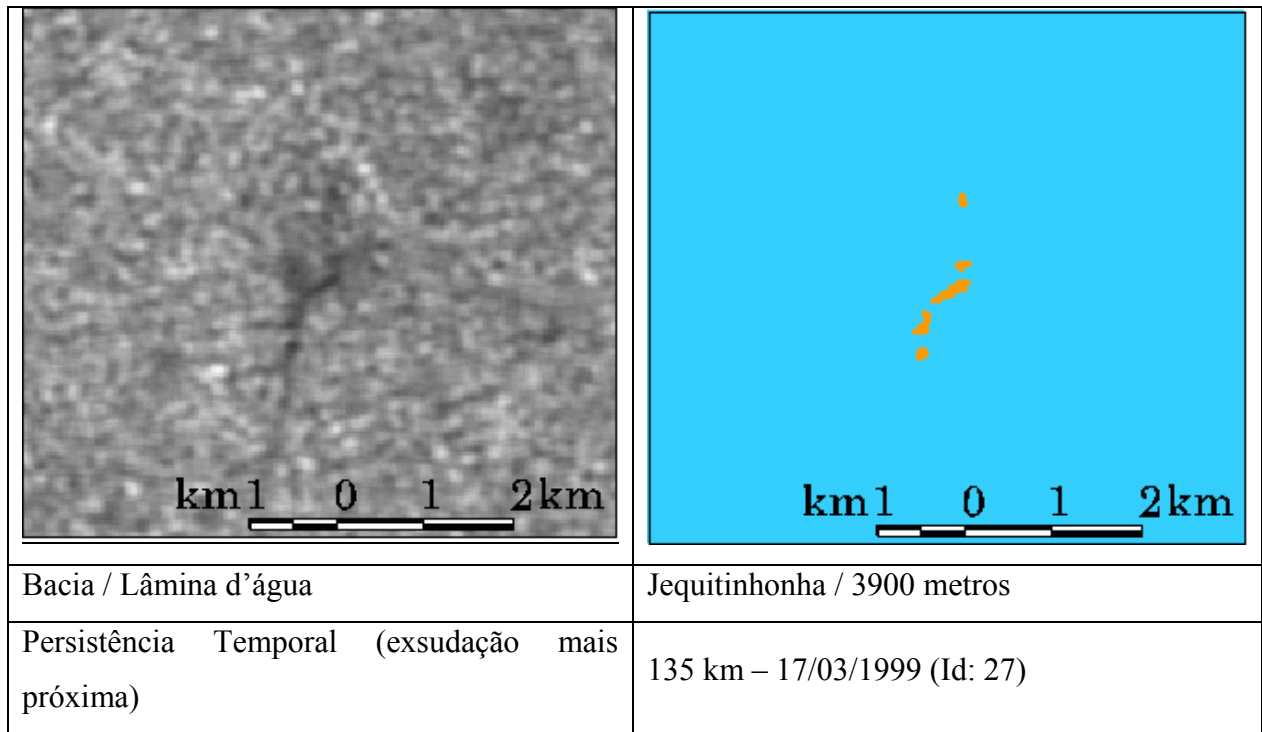 km1 0 1 2km
km1 0 1 2km
Bacia / Lâmina d’água
Jequitinhonha / 3900 metros
Persistência Temporal (exsudação mais
próxima)
135 km – 17/03/1999 (Id: 27)